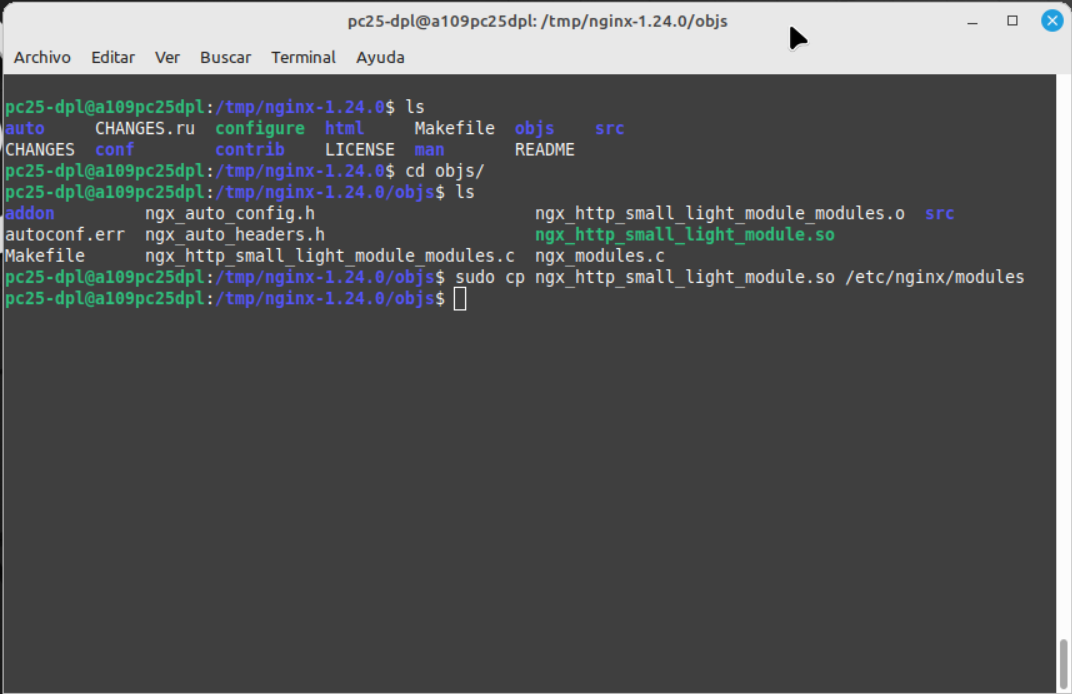 pc25-dpl@a109pc25dpl: /tmp/nginx-1.24.0/objs
Archivo Editar Ver Buscar Terminal Ayuda
pc25-dpl@a109pc25dpl:/tmp/nginx-1.24.0$ ls
auto CHANGES.ru configure html Makefile objs src
CHANGES conf contrib LICENSE man README
pc25-dpl@a109pc25dpl:/tmp/nginx-1.24.0$ cd objs/
pc25-dpl@a109pc25dpl:/tmp/nginx-1.24.0/objs$ ls
addon ngx_auto_config.h ngx_http_small_light_module_modules.o src
autoconf.err ngx_auto_headers.h ngx_http_small_light_module.so
Makefile ngx_http_small_light_module_modules.c ngx_modules.c
pc25-dpl@a109pc25dpl:/tmp/nginx-1.24.0/objs$ sudo cp ngx_http_small_light_module.so /etc/nginx/modules
pc25-dpl@a109pc25dpl:/tmp/nginx-1.24.0/objs$